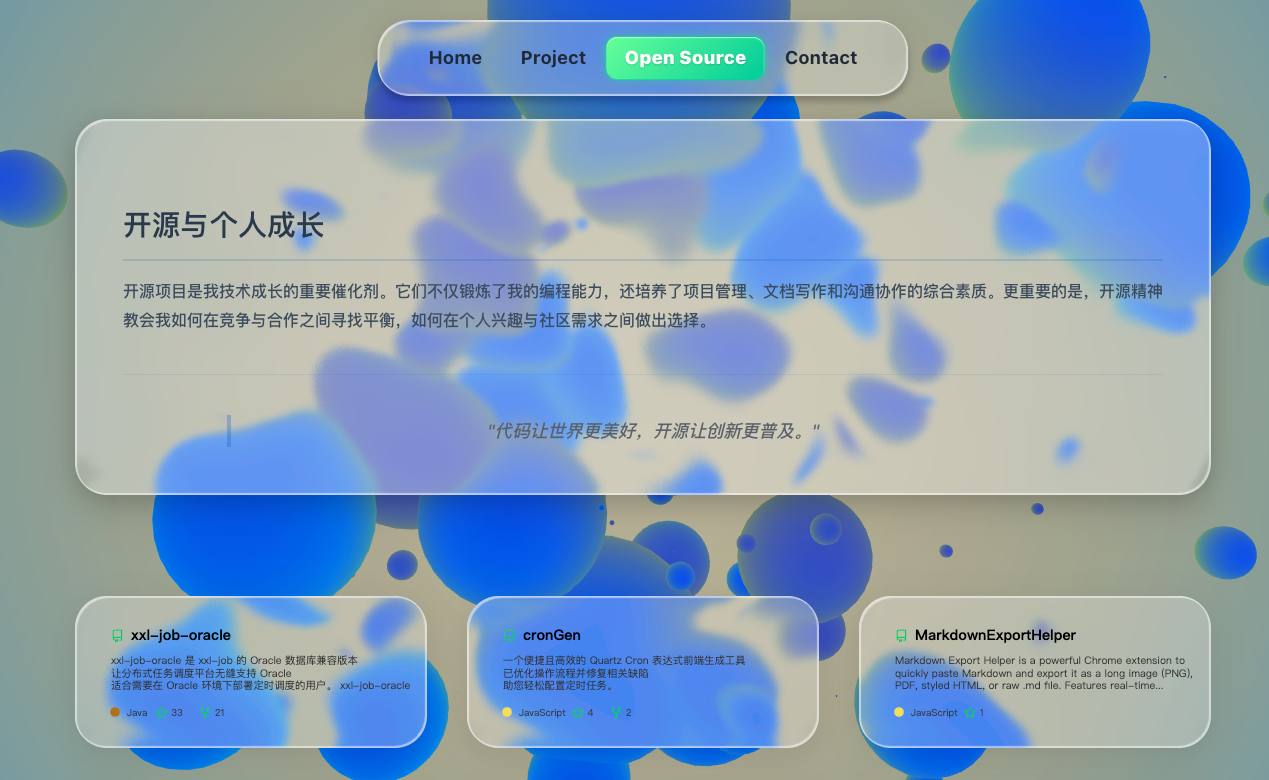 Home Project Open Source Contact
开源与个人成长
开源项目是我技术成长的重要催化剂。它们不仅锻炼了我的编程能力，还培养了项目管理、文档写作和沟通协作的综合素质。更重要的是，开源精神
教会我如何在竞争与合作之间寻找平衡，如何在个人兴趣与社区需求之间做出选择。
"代码让世界更美好，开源让创新更普及。"
xxl-job-oracle
xxl-job-oracle 是 xxl-job 的 Oracle 数据库兼容版本
让分布式任务调度平台无缝支持 Oracle
适合需要在 Oracle 环境下部署定时调度的用户。 xxl-job-oracle
Java 33 21
cronGen
一个便捷且高效的 Quartz Cron 表达式前端生成工具
已优化操作流程并修复相关缺陷
助您轻松配置定时任务。
JavaScript 4 2
MarkdownExportHelper
Markdown Export Helper is a powerful Chrome extension to
quickly paste Markdown and export it as a long image (PNG),
PDF, styled HTML, or raw .md file. Features real-time...
JavaScript 1